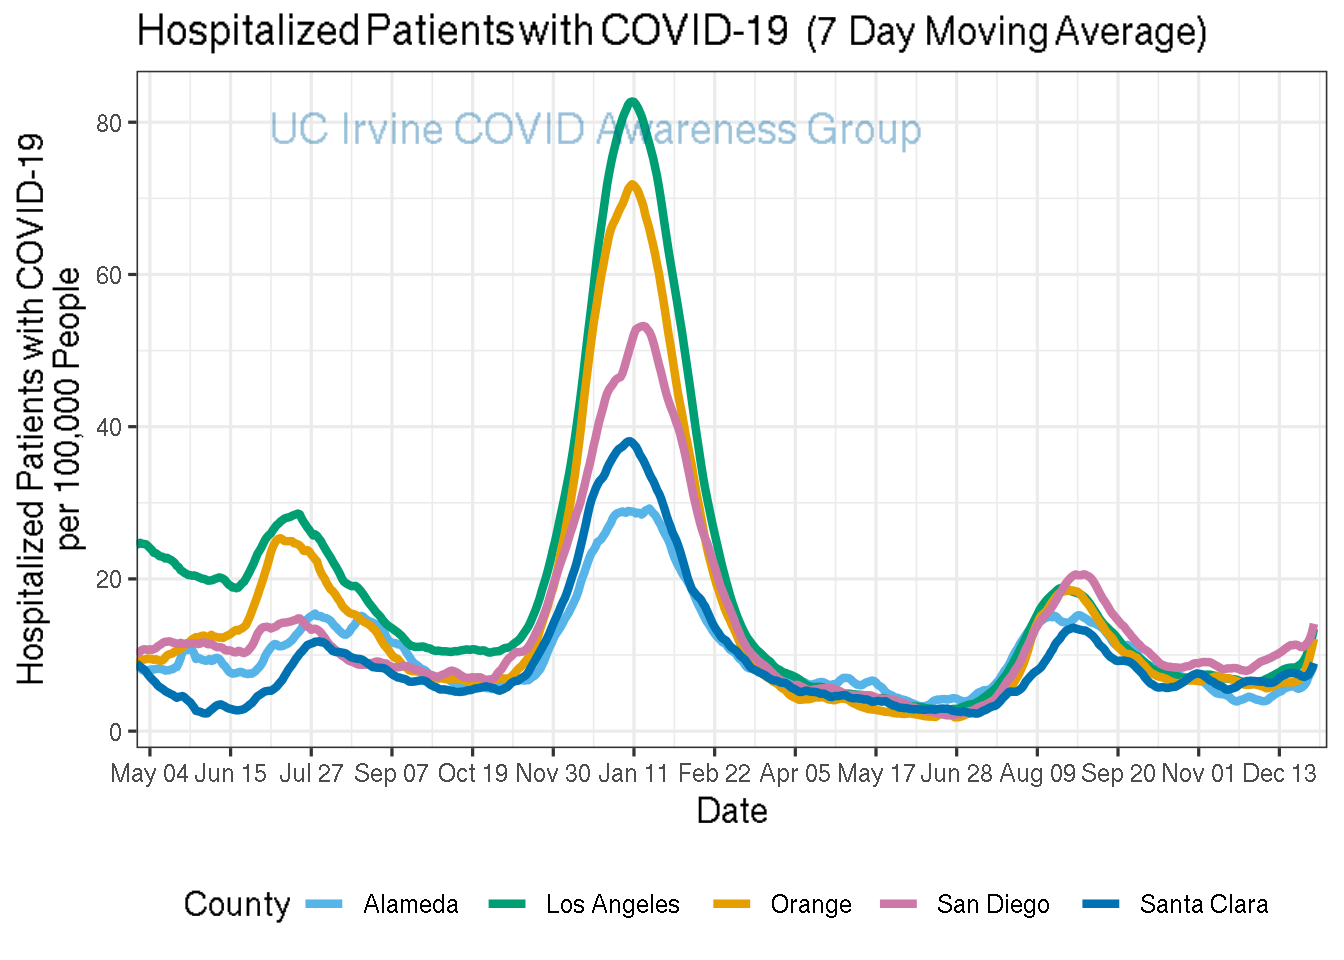 Hospitalized Patients with COVID-19 (7 Day Moving Average)
UC Irvine COVID Awareness Group
Hospitalized Patients with COVID-19
per 100,000 People
80
60
40
20
0
May 04 Jun 15 Jul 27 Sep 07 Oct 19 Nov 30 Jan 11 Feb 22 Apr 05 May 17 Jun 28 Aug 09 Sep 20 Nov 01 Dec 13
Date
County Alameda Los Angeles Orange San Diego Santa Clara